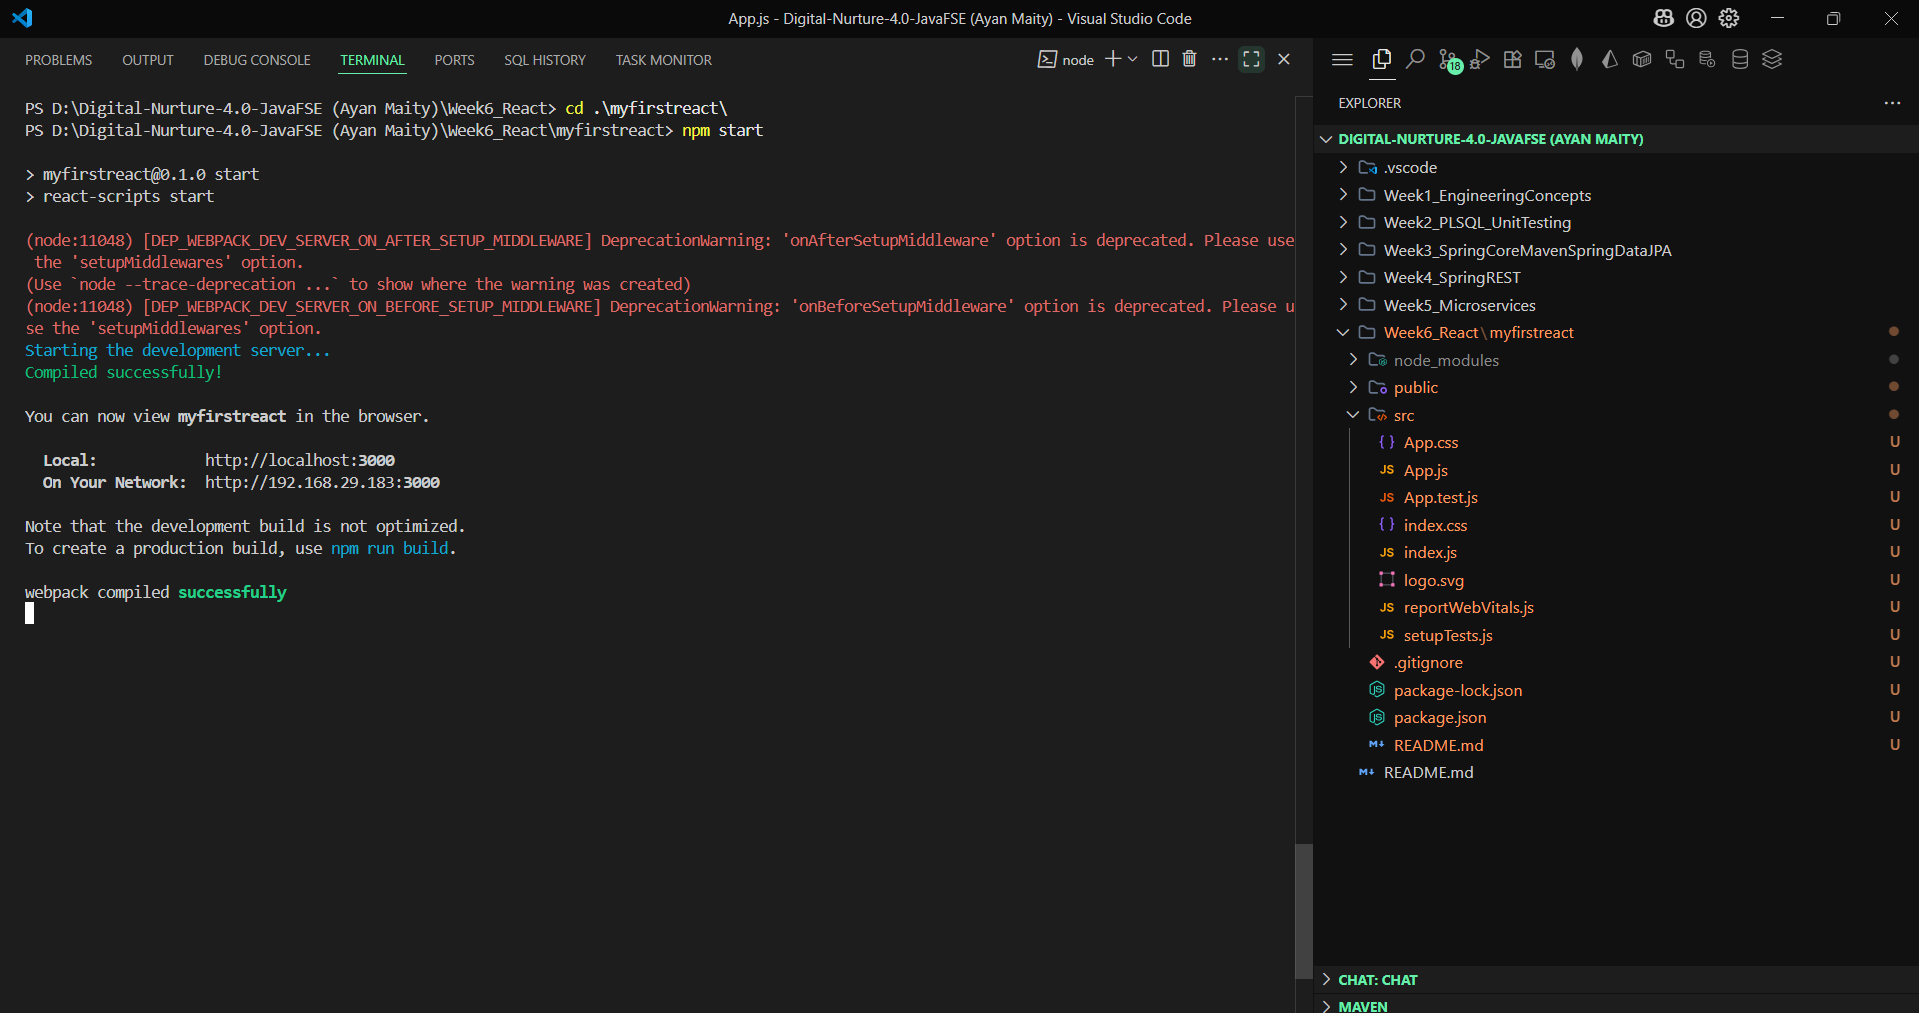 App.js - Digital-Nurture-4.0-JavaFSE (Ayan Maity) - Visual Studio Code
PROBLEMS OUTPUT DEBUG CONSOLE TERMINAL PORTS SQL HISTORY TASK MONITOR
node
PS D:\Digital-Nurture-4.0-JavaFSE (Ayan Maity)\Week6_React> cd .\myfirstreact\
PS D:\Digital-Nurture-4.0-JavaFSE (Ayan Maity)\Week6_React\myfirstreact> npm start
> myfirstreact@0.1.0 start
> react-scripts start
(node:11048) [DEP_WEBPACK_DEV_SERVER_ON_AFTER_SETUP_MIDDLEWARE] DeprecationWarning: 'onAfterSetupMiddleware' option is deprecated. Please use
the 'setupMiddlewares' option.
(Use `node --trace-deprecation ...` to show where the warning was created)
(node:11048) [DEP_WEBPACK_DEV_SERVER_ON_BEFORE_SETUP_MIDDLEWARE] DeprecationWarning: 'onBeforeSetupMiddleware' option is deprecated. Please u
se the 'setupMiddlewares' option.
Starting the development server...
Compiled successfully!
You can now view myfirstreact in the browser.
Local: http://localhost:3000
On Your Network: http://192.168.29.183:3000
Note that the development build is not optimized.
To create a production build, use npm run build.
webpack compiled successfully
18
EXPLORER
DIGITAL-NURTURE-4.0-JAVAFSE (AYAN MAITY)
.vscode
Week1_EngineeringConcepts
Week2_PLSQL_UnitTesting
Week3_SpringCoreMavenSpringDataJPA
Week4_SpringREST
Week5_Microservices
Week6_React\myfirstreact
node_modules
public
src
App.css U
JS App.js U
JS App.test.js U
index.css U
JS index.js U
logo.svg U
JS reportWebVitals.js U
JS setupTests.js U
.gitignore U
package-lock.json U
package.json U
README.md U
README.md
CHAT: CHAT
MAVEN